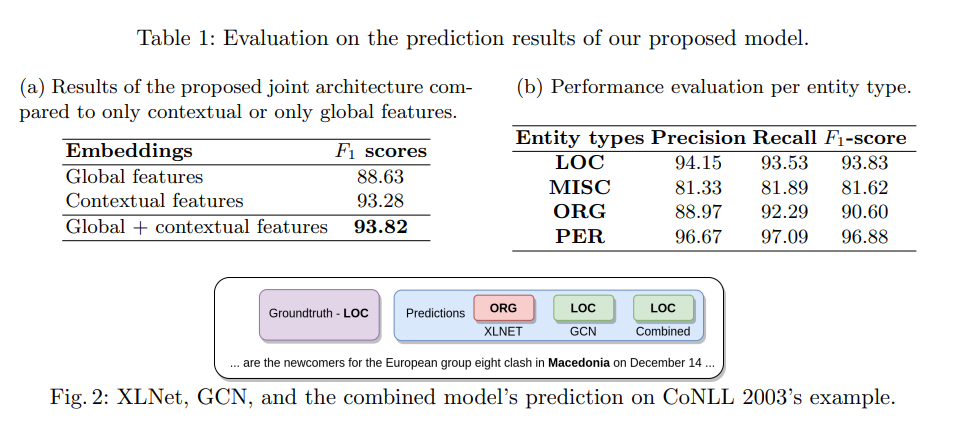 Table 1: Evaluation on the prediction results of our proposed model.
(a) Results of the proposed joint architecture com-
pared to only contextual or only global features.
Embeddings F1 scores
Global features 88.63
Contextual features 93.28
Global + contextual features 93.82
(b) Performance evaluation per entity type.
Entity types Precision Recall F1-score
LOC 94.15 93.53 93.83
MISC 81.33 81.89 81.62
ORG 88.97 92.29 90.60
PER 96.67 97.09 96.88
Groundtruth - LOC
Predictions ORG LOC LOC
XLNET GCN Combined
... are the newcomers for the European group eight clash in Macedonia on December 14 ...
Fig. 2: XLNet, GCN, and the combined model's prediction on CoNLL 2003's example.